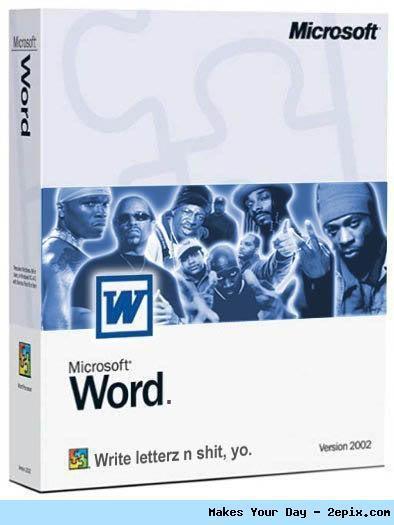 Microsoft
Microsoft
Word
W
Microsoft
Word.
Write letterz n shit, yo.
Version 2002
Makes Your Day - 2epix.com